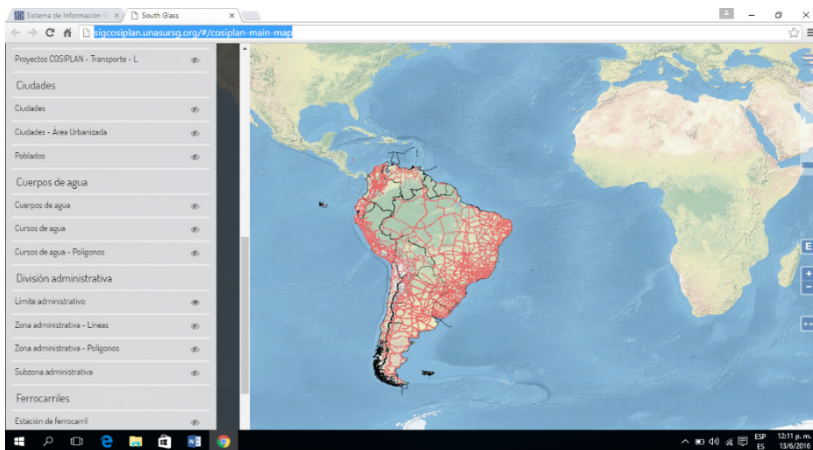 Sistema de Información G
South Glass
sigcosiplan.unasursg.org/#/cosiplan-main-map
Proyectos COSIPLAN - Transporte - L
Ciudades
Ciudades
Ciudades - Área Urbanizada
Poblados
Cuerpos de agua
Cuerpos de agua
Cursos de agua
Cursos de agua - Polígonos
División administrativa
Limite administrativo
Zona administrativa - Lineas
Zona administrativa - Polígonos
Subzona administrativa
Ferrocarriles
Estación de ferrocarril
E
ESP
ES
12:11 p. m.
13/6/2016